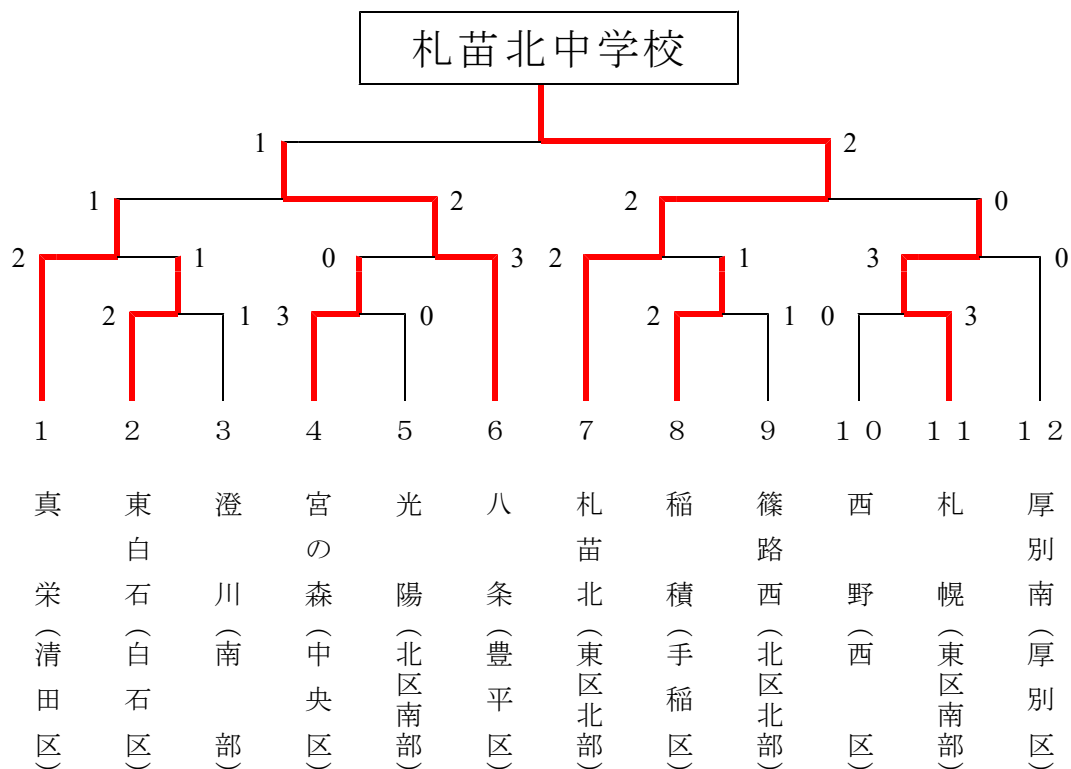 札苗北中学校
1 2
1 2 2 0
2 1 0 3 2 1 3 0
2 1 3 0 2 1 0 3
１ ２ ３ ４ ５ ６ ７ ８ ９ １０ １１ １２
真栄(清田区)
東白石(白石区)
澄川(南部)
宮の森(中央区)
光陽(北区南部)
八条(豊平区)
札苗北(東区北部)
稲積(手稲区)
篠路西(北区北部)
西野(西区)
札幌(東区南部)
厚別南(厚別区)